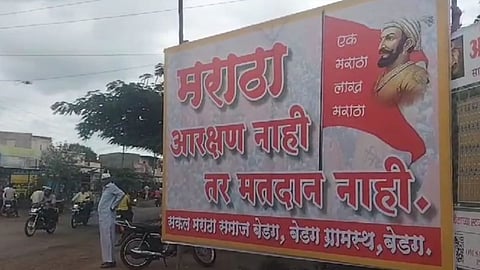 मराठा
आरक्षण नाही
तर मतदान नाही.
एक
मराठा
लाख
मराठा
सकल मराठा समाज बेडग, बेडग ग्रामस्थ, बेडग.